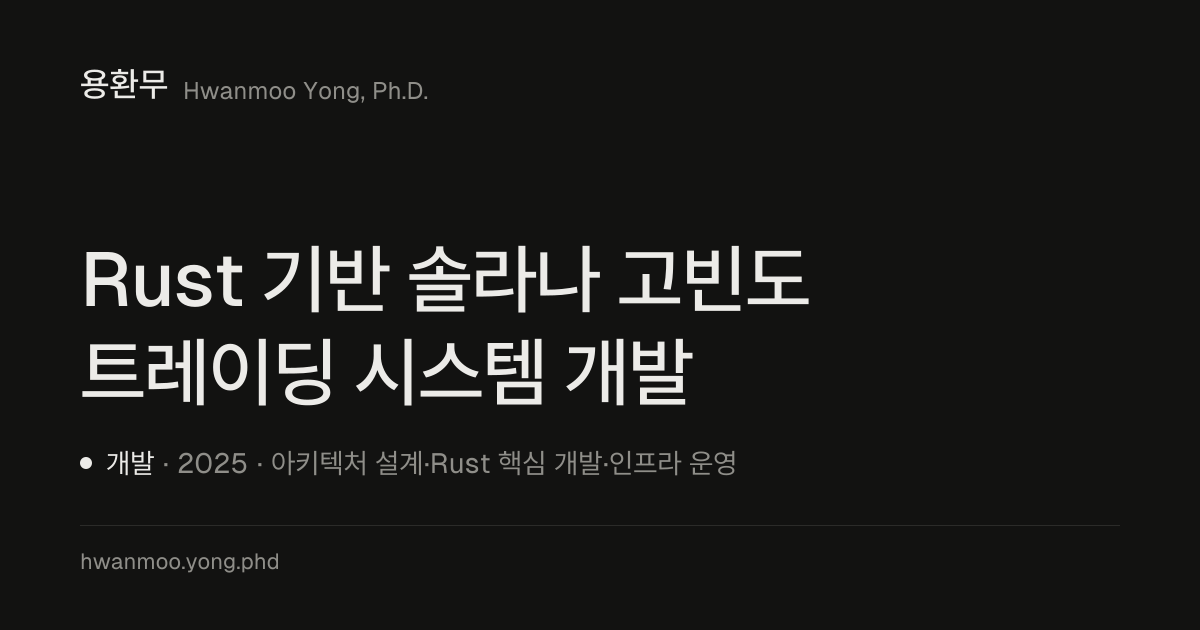 용환무 Hwanmoo Yong, Ph.D.
Rust 기반 솔라나 고빈도
트레이딩 시스템 개발
개발 · 2025 · 아키텍처 설계·Rust 핵심 개발·인프라 운영
hwanmoo.yong.phd